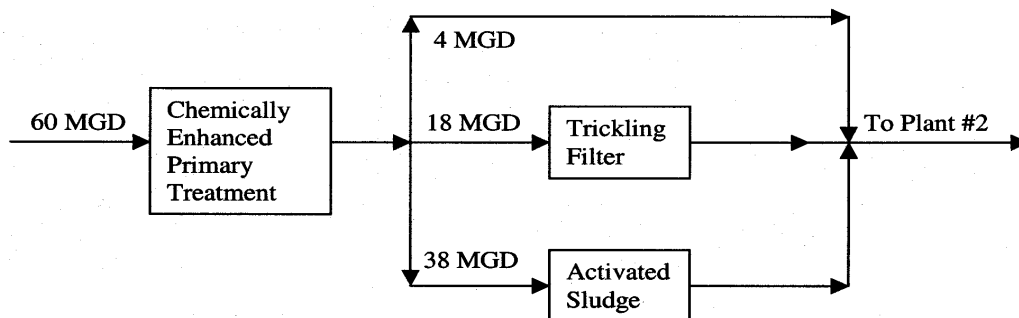 4 MGD
60 MGD
Chemically
Enhanced
Primary
Treatment
18 MGD
Trickling
Filter
To Plant #2
38 MGD
Activated
Sludge